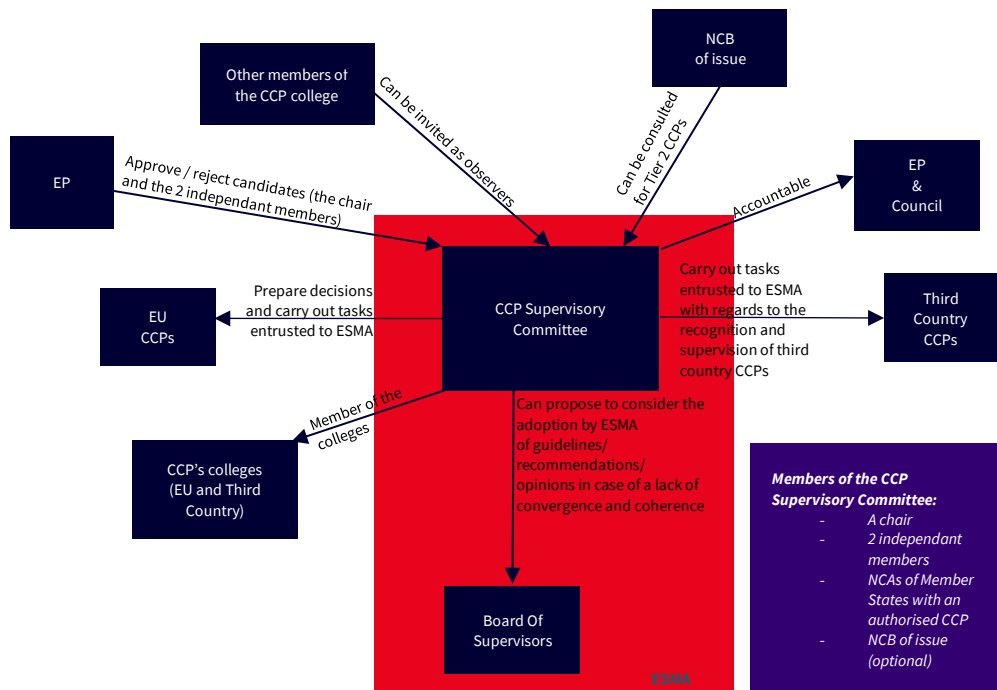 NCB
of issue
Other members of
the CCP college
Can be invited as observers
Can be consulted
for Tier 2 CCPs
EP
Approve / reject candidates (the chair
and the 2 independant members)
Accountable
EP
&
Council
Prepare decisions
and carry out tasks
entrusted to ESMA
EU
CCPs
CCP Supervisory
Committee
Carry out tasks
entrusted to ESMA
with regards to the
recognition and
supervision of third
country CCPs
Third
Country
CCPs
Member of the
colleges
CCP’s colleges
(EU and Third
Country)
Can propose to consider the
adoption by ESMA
of guidelines/
recommendations/
opinions in case of a lack of
convergence and coherence
Members of the CCP
Supervisory Committee:
- A chair
- 2 independant
members
- NCAs of Member
States with an
authorised CCP
- NCB of issue
(optional)
Board Of
Supervisors
ESMA